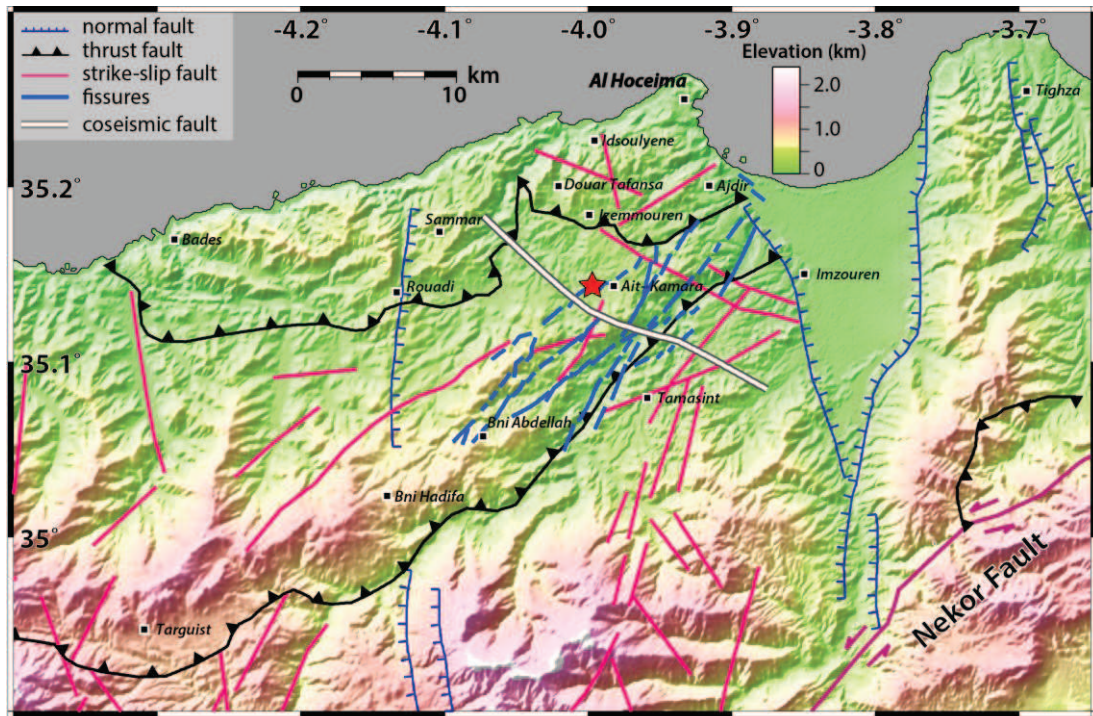 normal fault
thrust fault
strike-slip fault
fissures
coseismic fault
-4.2°
-4.1°
-4.0°
-3.9°
-3.8°
-3.7°
km
0
10
Elevation (km)
2.0
1.0
0
Al Hoceima
Tighza
Idsoulyene
35.2°
Douar Tafansa
Ajdir
Izemmouren
Sammar
Bades
Imzouren
Rouadi
Ait-Kamara
35.1°
Tamasint
Bni Abdellah
Bni Hadifa
35°
Nekor Fault
Targuist